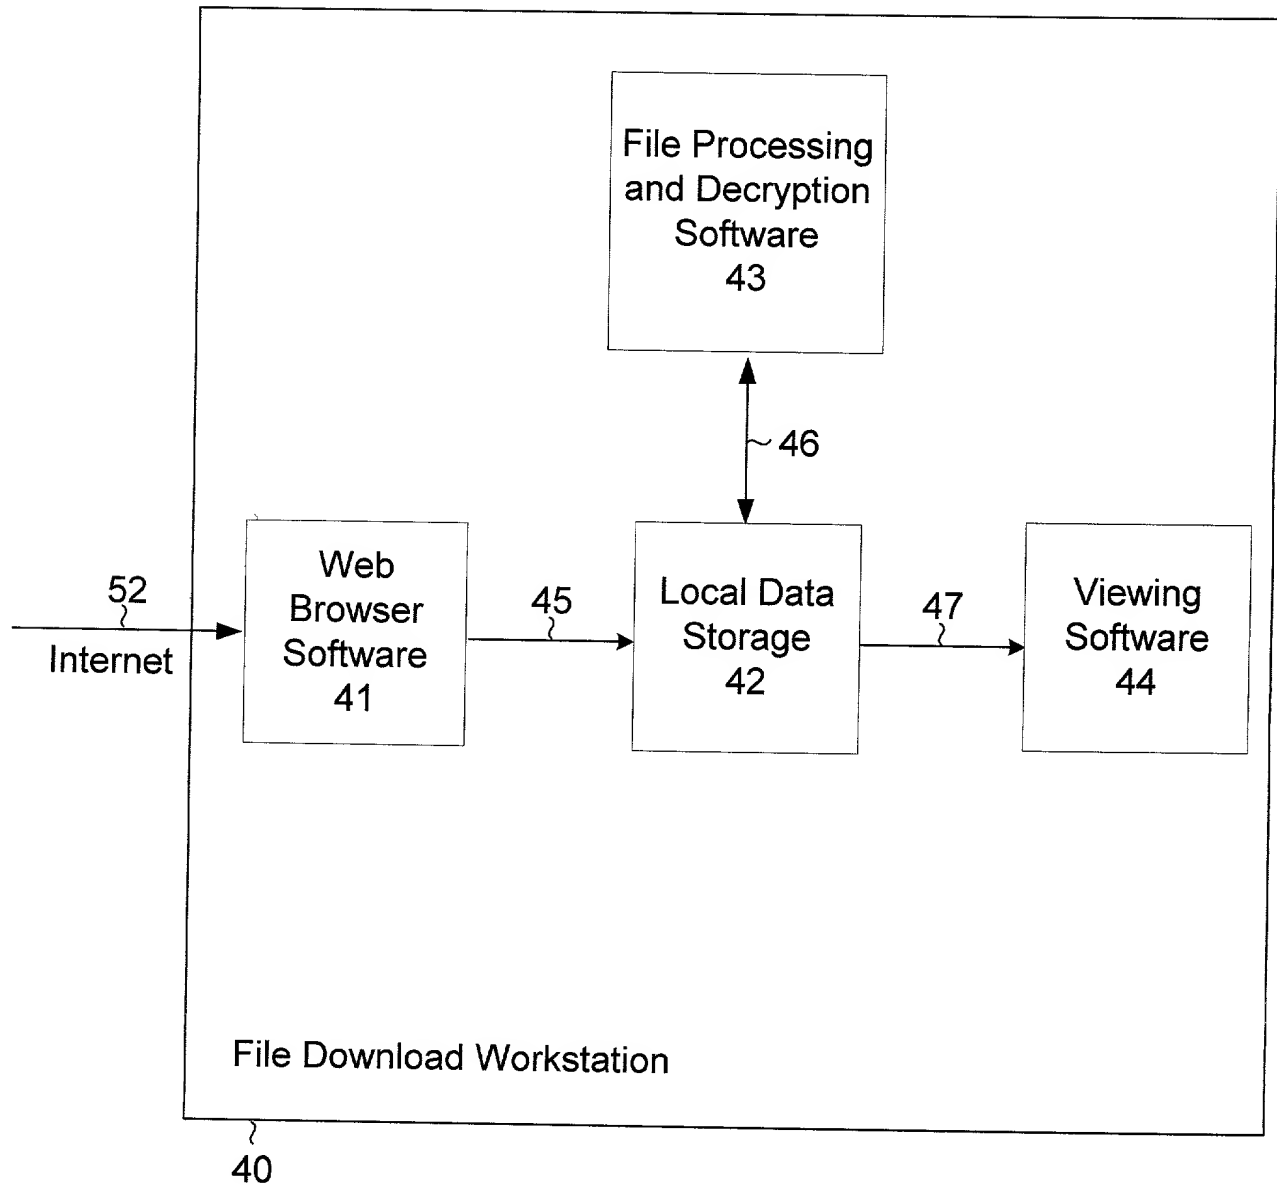 File Processing
and Decryption
Software
43
46
52
Internet
Web
Browser
Software
41
45
Local Data
Storage
42
47
Viewing
Software
44
File Download Workstation
40